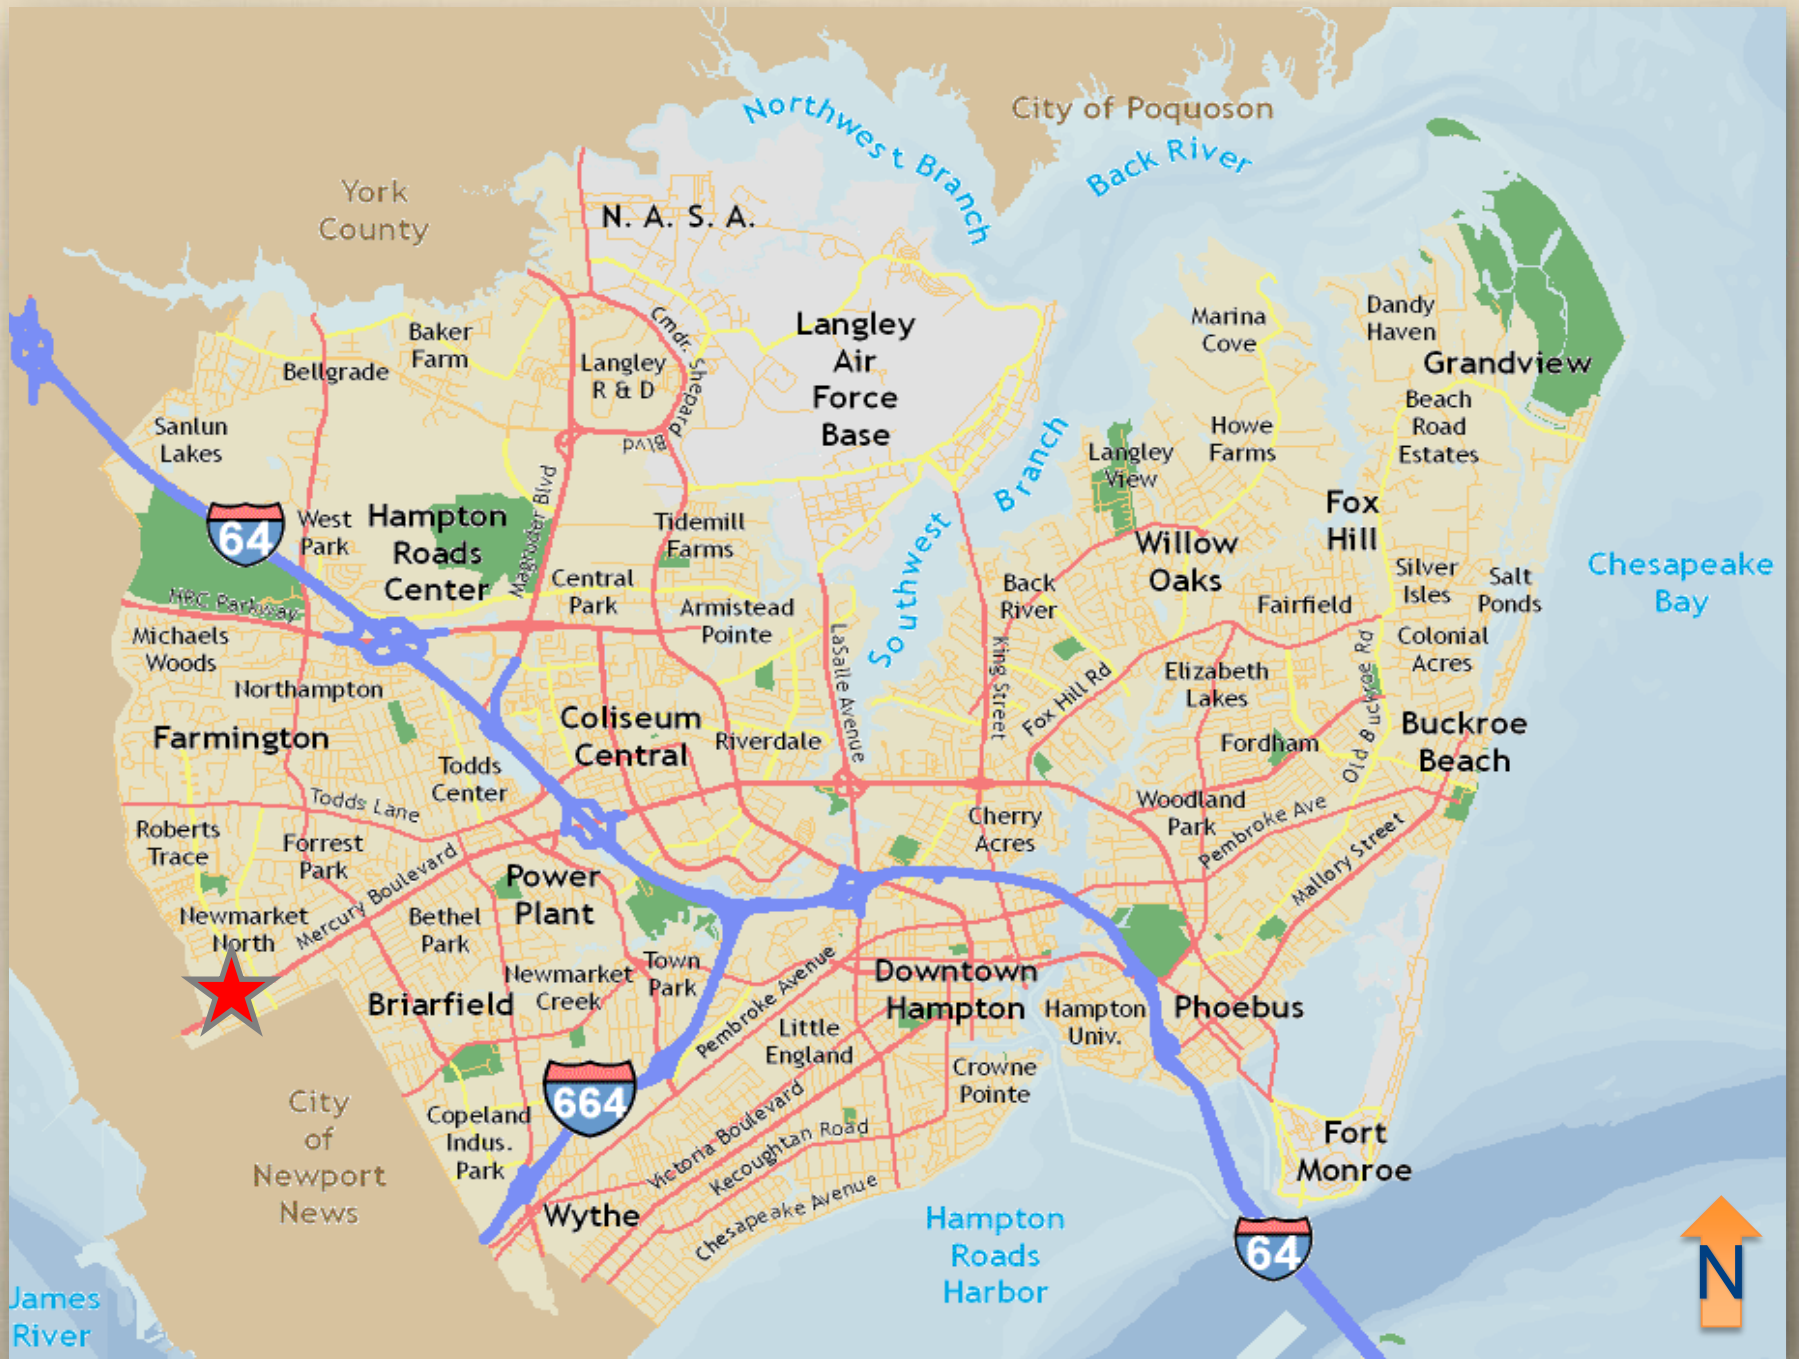 Northwest Branch
City of Poquoson
Back River
York
County
N. A. S. A.
Cmdr. Shepard Blvd
Langley
Air
Force
Base
Marina
Cove
Dandy
Haven
Grandview
Baker
Farm
Bellgrade
Langley
R & D
Beach
Road
Estates
Sanlun
Lakes
Howe
Farms
Langley
View
Southwest Branch
Magruder Blvd
64
West
Park
Hampton
Roads
Center
Tidemill
Farms
Fox
Hill
Willow
Oaks
Chesapeake
Bay
Silver
Isles
Salt
Ponds
Central
Park
Back
River
Fairfield
HRC Parkway
Armistead
Pointe
Michaels
Woods
LaSalle Avenue
King Street
Colonial
Acres
Northampton
Elizabeth
Lakes
Fox Hill Rd
Old Buckroe Rd
Farmington
Coliseum
Central
Riverdale
Fordham
Buckroe
Beach
Todds
Center
Todds Lane
Woodland
Park
Pembroke Ave
Cherry
Acres
Roberts
Trace
Forrest
Park
Mercury Boulevard
Mallory Street
Power
Plant
Newmarket
North
Bethel
Park
Newmarket
Creek
Town
Park
Pembroke Avenue
Downtown
Hampton
Briarfield
Hampton
Univ.
Phoebus
Little
England
664
Crowne
Pointe
City
of
Newport
News
Copeland
Indus.
Park
Victoria Boulevard
Kecoughtan Road
Chesapeake Avenue
Fort
Monroe
Wythe
Hampton
Roads
Harbor
64
N
James
River